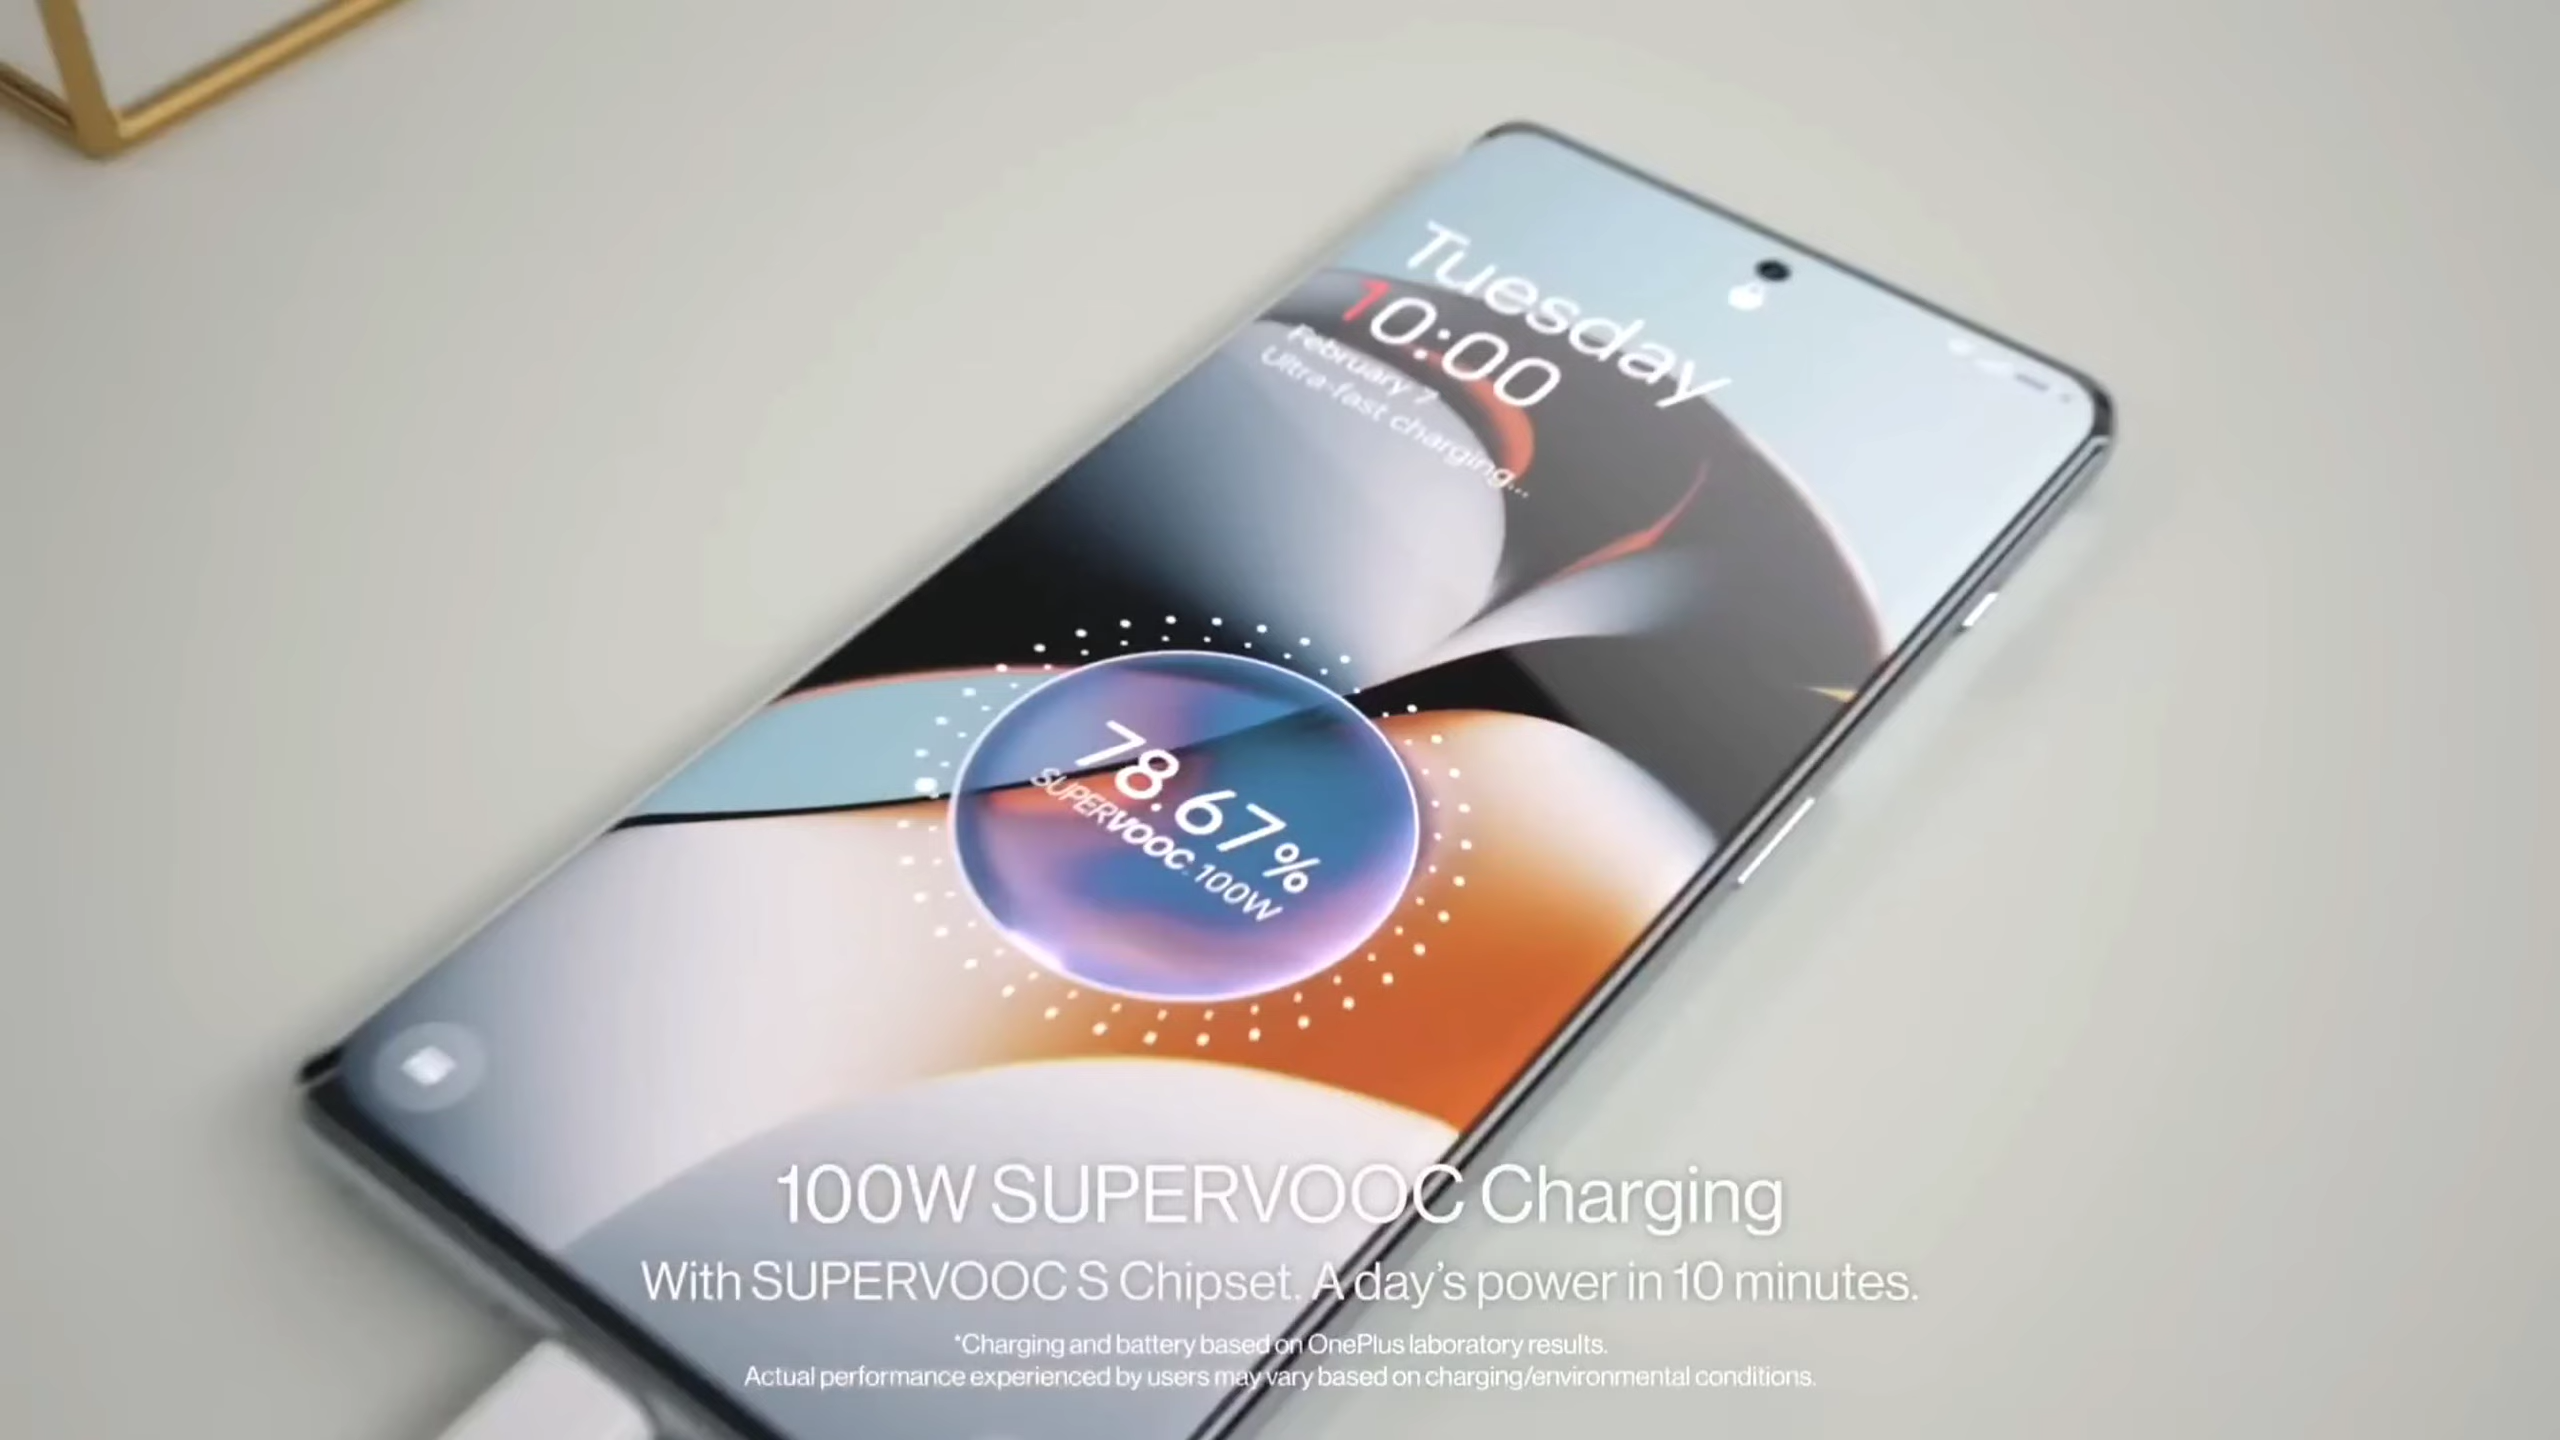 Tuesday
10:00
February 7
Ultra-fast charging...
78.67%
SUPERVOOC 100W
100W SUPERVOOC Charging
With SUPERVOOC S Chipset. A day's power in 10 minutes.
*Charging and battery based on OnePlus laboratory results.
Actual performance experienced by users may vary based on charging/environmental conditions.